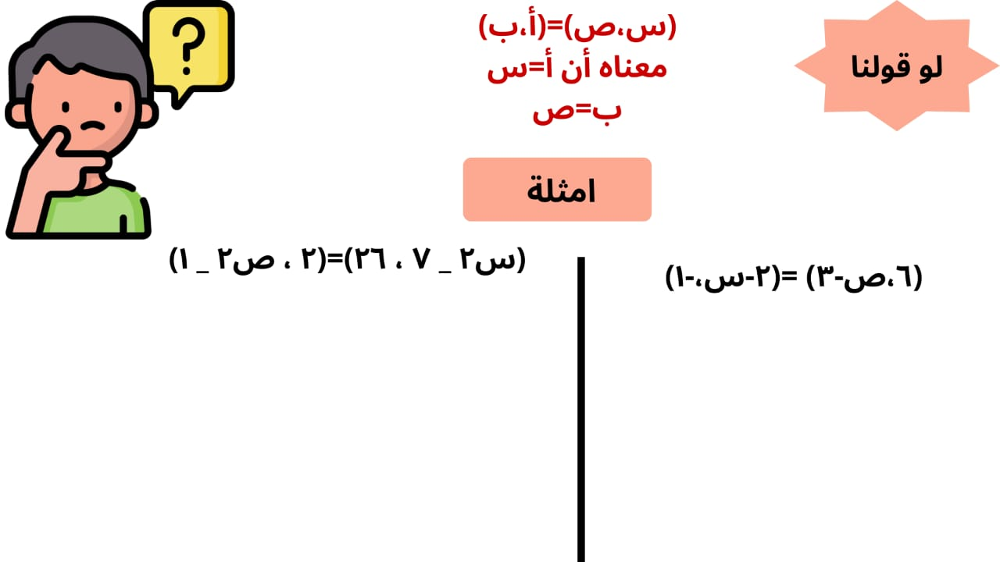 لو قولنا
(س،ص)=(أ،ب)
معناه أن أ=س
ب=ص
?
امثلة
(٦،ص-٣) =(٢-س،-١)
(س٢ _ ٧ ، ٢٦)=(٢ ، ص٢ _ ١)